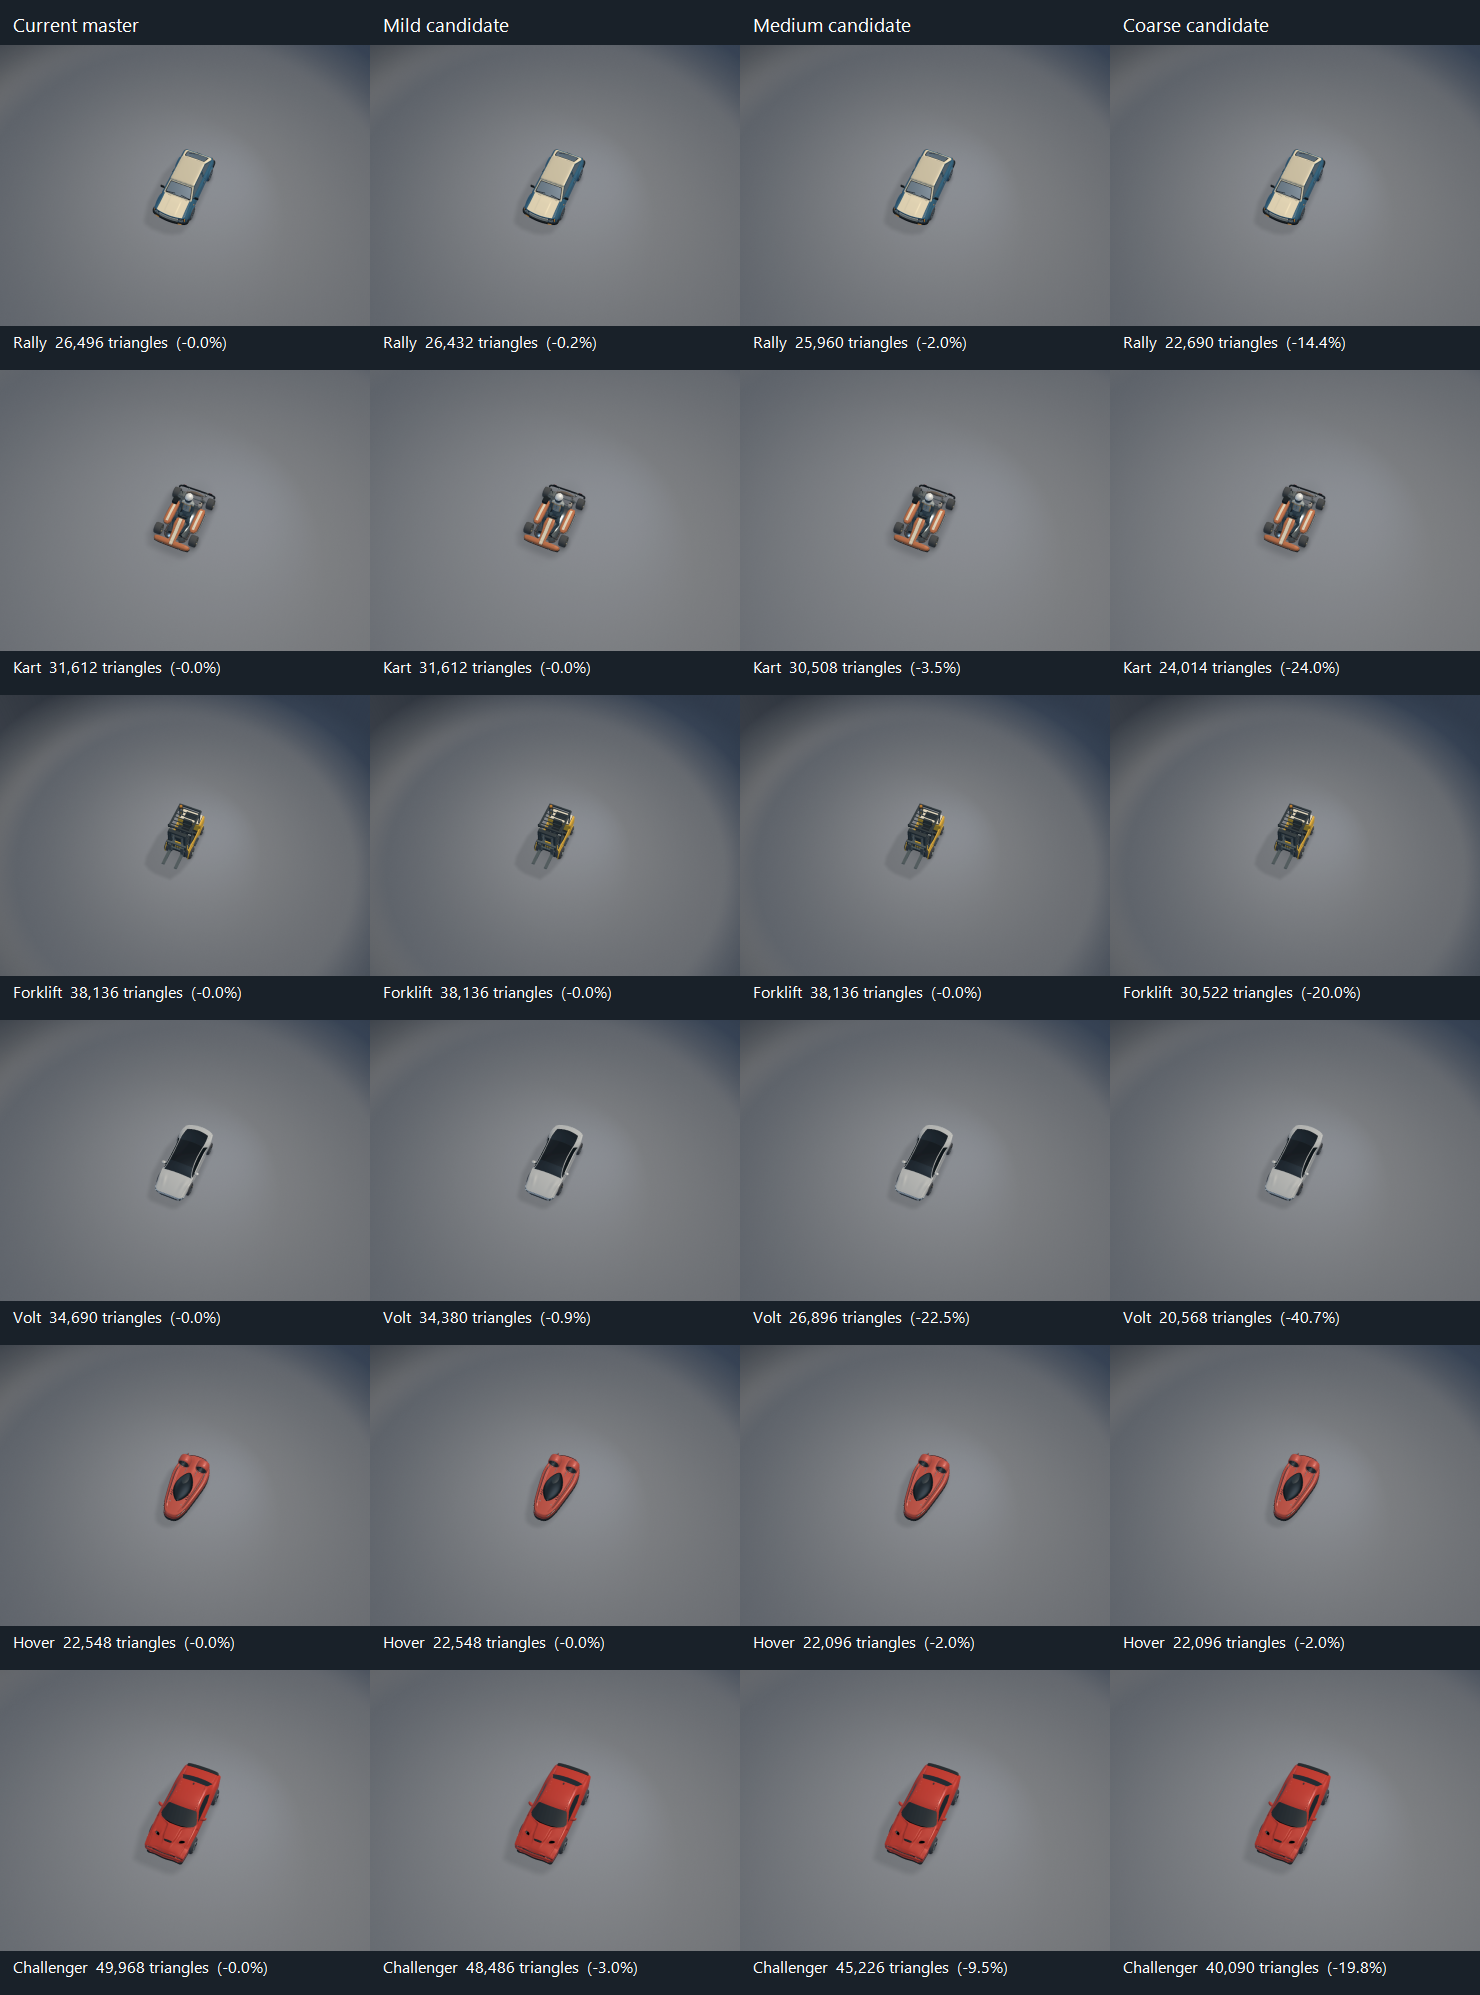 Current master
Mild candidate
Medium candidate
Coarse candidate
Rally 26,496 triangles (-0.0%)
Rally 26,432 triangles (-0.2%)
Rally 25,960 triangles (-2.0%)
Rally 22,690 triangles (-14.4%)
Kart 31,612 triangles (-0.0%)
Kart 31,612 triangles (-0.0%)
Kart 30,508 triangles (-3.5%)
Kart 24,014 triangles (-24.0%)
Forklift 38,136 triangles (-0.0%)
Forklift 38,136 triangles (-0.0%)
Forklift 38,136 triangles (-0.0%)
Forklift 30,522 triangles (-20.0%)
Volt 34,690 triangles (-0.0%)
Volt 34,380 triangles (-0.9%)
Volt 26,896 triangles (-22.5%)
Volt 20,568 triangles (-40.7%)
Hover 22,548 triangles (-0.0%)
Hover 22,548 triangles (-0.0%)
Hover 22,096 triangles (-2.0%)
Hover 22,096 triangles (-2.0%)
Challenger 49,968 triangles (-0.0%)
Challenger 48,486 triangles (-3.0%)
Challenger 45,226 triangles (-9.5%)
Challenger 40,090 triangles (-19.8%)